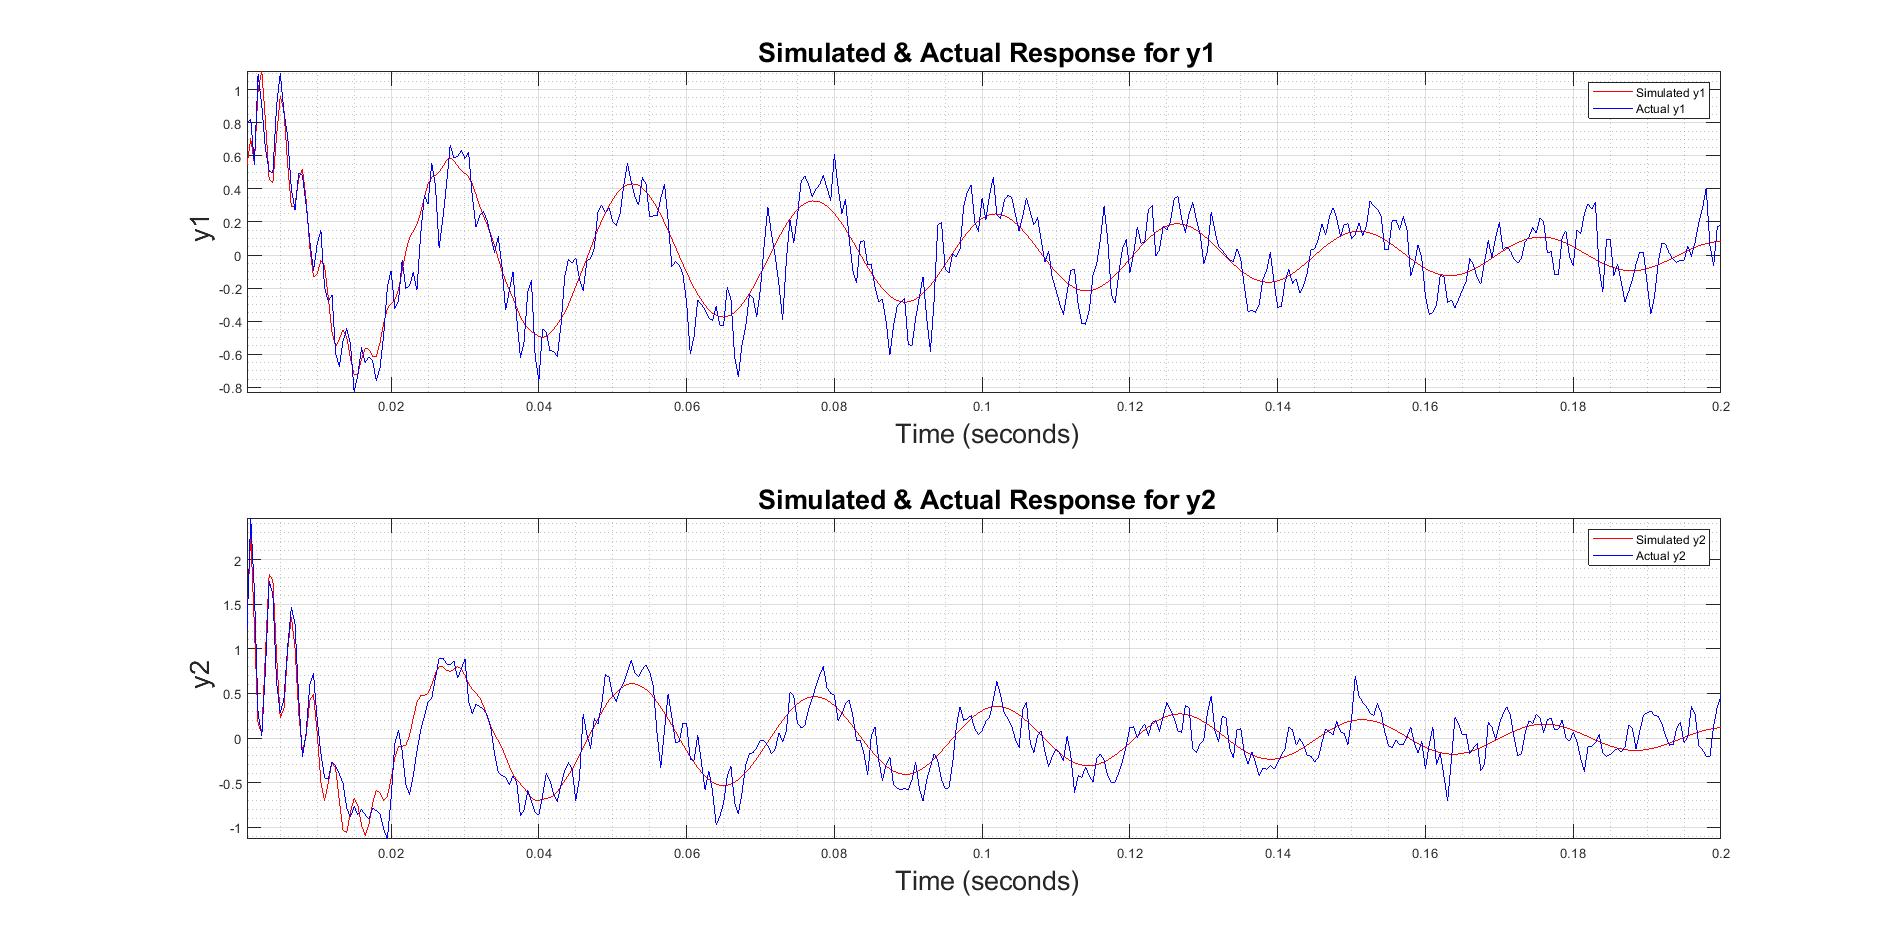 Simulated & Actual Response for y1
1
0.8
0.6
0.4
0.2
0
-0.2
-0.4
-0.6
-0.8
y1
Simulated y1
Actual y1
0.02 0.04 0.06 0.08 0.1 0.12 0.14 0.16 0.18 0.2
Time (seconds)
Simulated & Actual Response for y2
2
1.5
1
0.5
0
-0.5
-1
y2
Simulated y2
Actual y2
0.02 0.04 0.06 0.08 0.1 0.12 0.14 0.16 0.18 0.2
Time (seconds)